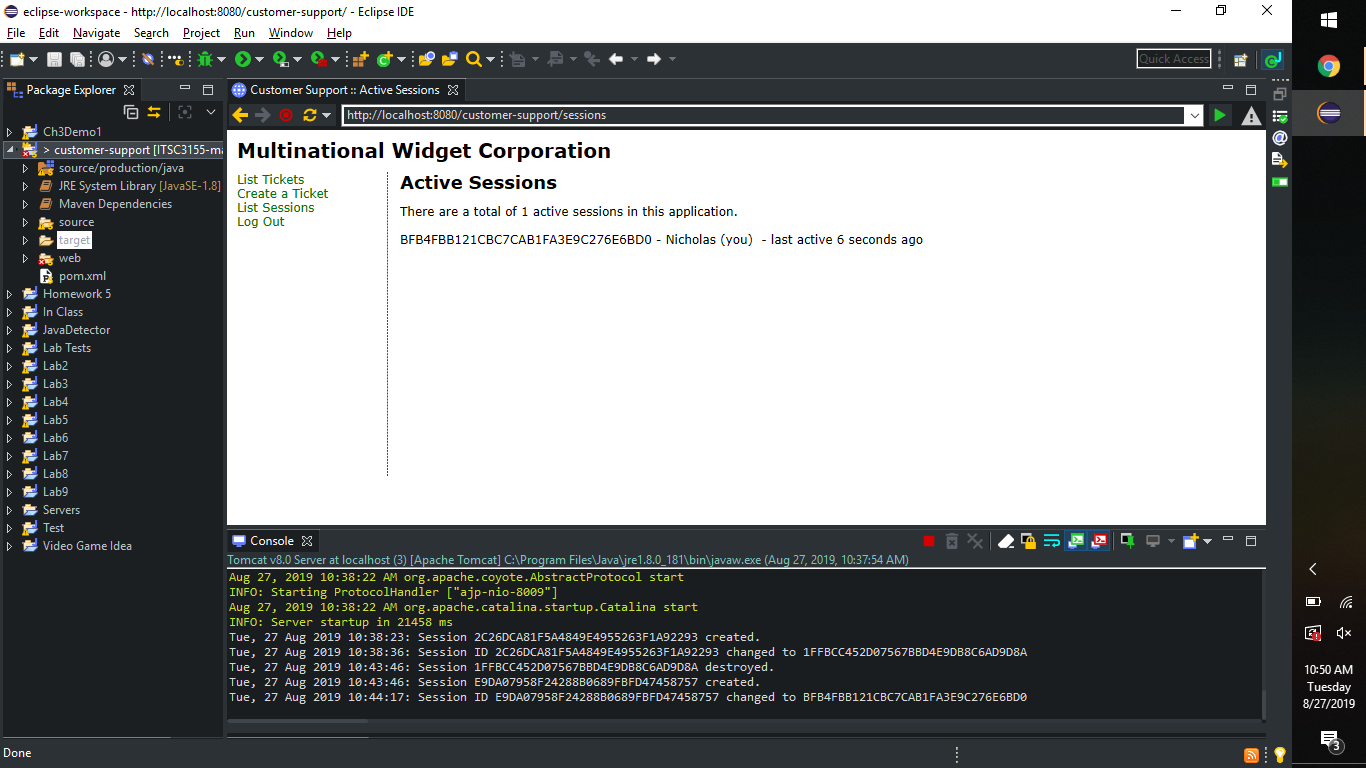 eclipse-workspace - http://localhost:8080/customer-support/ - Eclipse IDE
File Edit Navigate Search Project Run Window Help
Quick Access
Package Explorer
Ch3Demo1
> customer-support [ITSC3155-ma
source/production/java
JRE System Library [JavaSE-1.8]
Maven Dependencies
source
target
web
pom.xml
Homework 5
In Class
JavaDetector
Lab Tests
Lab2
Lab3
Lab4
Lab5
Lab6
Lab7
Lab8
Lab9
Servers
Test
Video Game Idea
Customer Support :: Active Sessions
http://localhost:8080/customer-support/sessions
Multinational Widget Corporation
List Tickets
Create a Ticket
List Sessions
Log Out
Active Sessions
There are a total of 1 active sessions in this application.
BFB4FBB121CBC7CAB1FA3E9C276E6BD0 - Nicholas (you)  - last active 6 seconds ago
Console
Tomcat v8.0 Server at localhost (3) [Apache Tomcat] C:\Program Files\Java\jre1.8.0_181\bin\javaw.exe (Aug 27, 2019, 10:37:54 AM)
Aug 27, 2019 10:38:22 AM org.apache.coyote.AbstractProtocol start
INFO: Starting ProtocolHandler ["ajp-nio-8009"]
Aug 27, 2019 10:38:22 AM org.apache.catalina.startup.Catalina start
INFO: Server startup in 21458 ms
Tue, 27 Aug 2019 10:38:23: Session 2C26DCA81F5A4849E4955263F1A92293 created.
Tue, 27 Aug 2019 10:38:36: Session ID 2C26DCA81F5A4849E4955263F1A92293 changed to 1FFBCC452D07567BBD4E9DB8C6AD9D8A
Tue, 27 Aug 2019 10:43:46: Session 1FFBCC452D07567BBD4E9DB8C6AD9D8A destroyed.
Tue, 27 Aug 2019 10:43:46: Session E9DA07958F24288B0689FBFD47458757 created.
Tue, 27 Aug 2019 10:44:17: Session ID E9DA07958F24288B0689FBFD47458757 changed to BFB4FBB121CBC7CAB1FA3E9C276E6BD0
Done
10:50 AM
Tuesday
8/27/2019
3